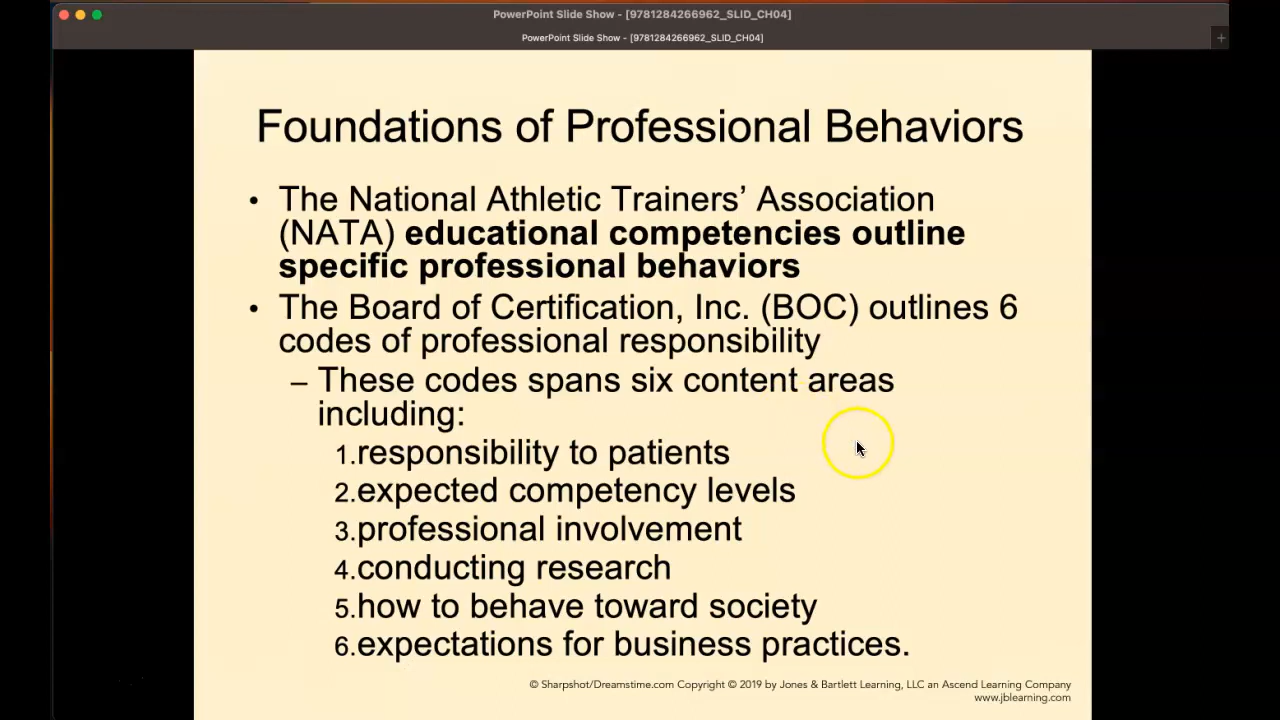 PowerPoint Slide Show - [9781284266962_SLID_CH04]
PowerPoint Slide Show - [9781284266962_SLID_CH04]
Foundations of Professional Behaviors
• The National Athletic Trainers’ Association
(NATA) educational competencies outline
specific professional behaviors
• The Board of Certification, Inc. (BOC) outlines 6
codes of professional responsibility
– These codes spans six content areas
including:
1.responsibility to patients
2.expected competency levels
3.professional involvement
4.conducting research
5.how to behave toward society
6.expectations for business practices.
© Sharpshot/Dreamstime.com Copyright © 2019 by Jones & Bartlett Learning, LLC an Ascend Learning Company
www.jblearning.com